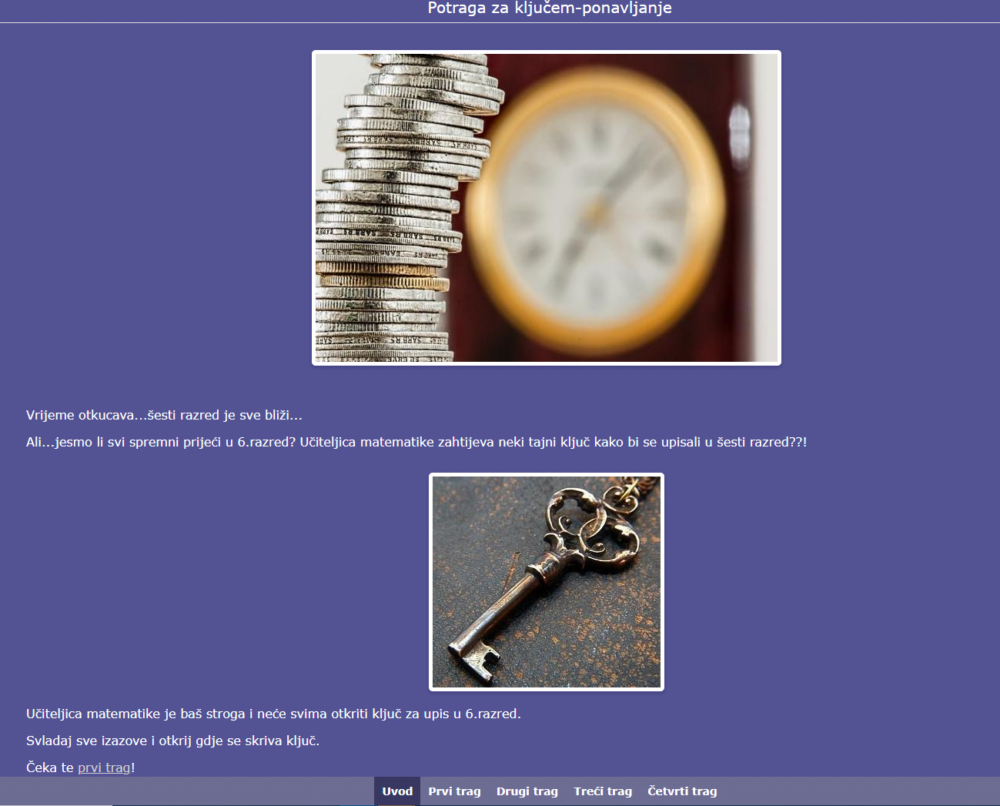 Potraga za ključem-ponavljanje
Vrijeme otkucava...šesti razred je sve bliži...
Ali...jesmo li svi spremni prijeći u 6.razred? Učiteljica matematike zahtijeva neki tajni ključ kako bi se upisali u šesti razred??!
Učiteljica matematike je baš stroga i neće svima otkriti ključ za upis u 6.razred.
Svladaj sve izazove i otkrij gdje se skriva ključ.
Čeka te prvi trag!
Uvod Prvi trag Drugi trag Treći trag Četvrti trag